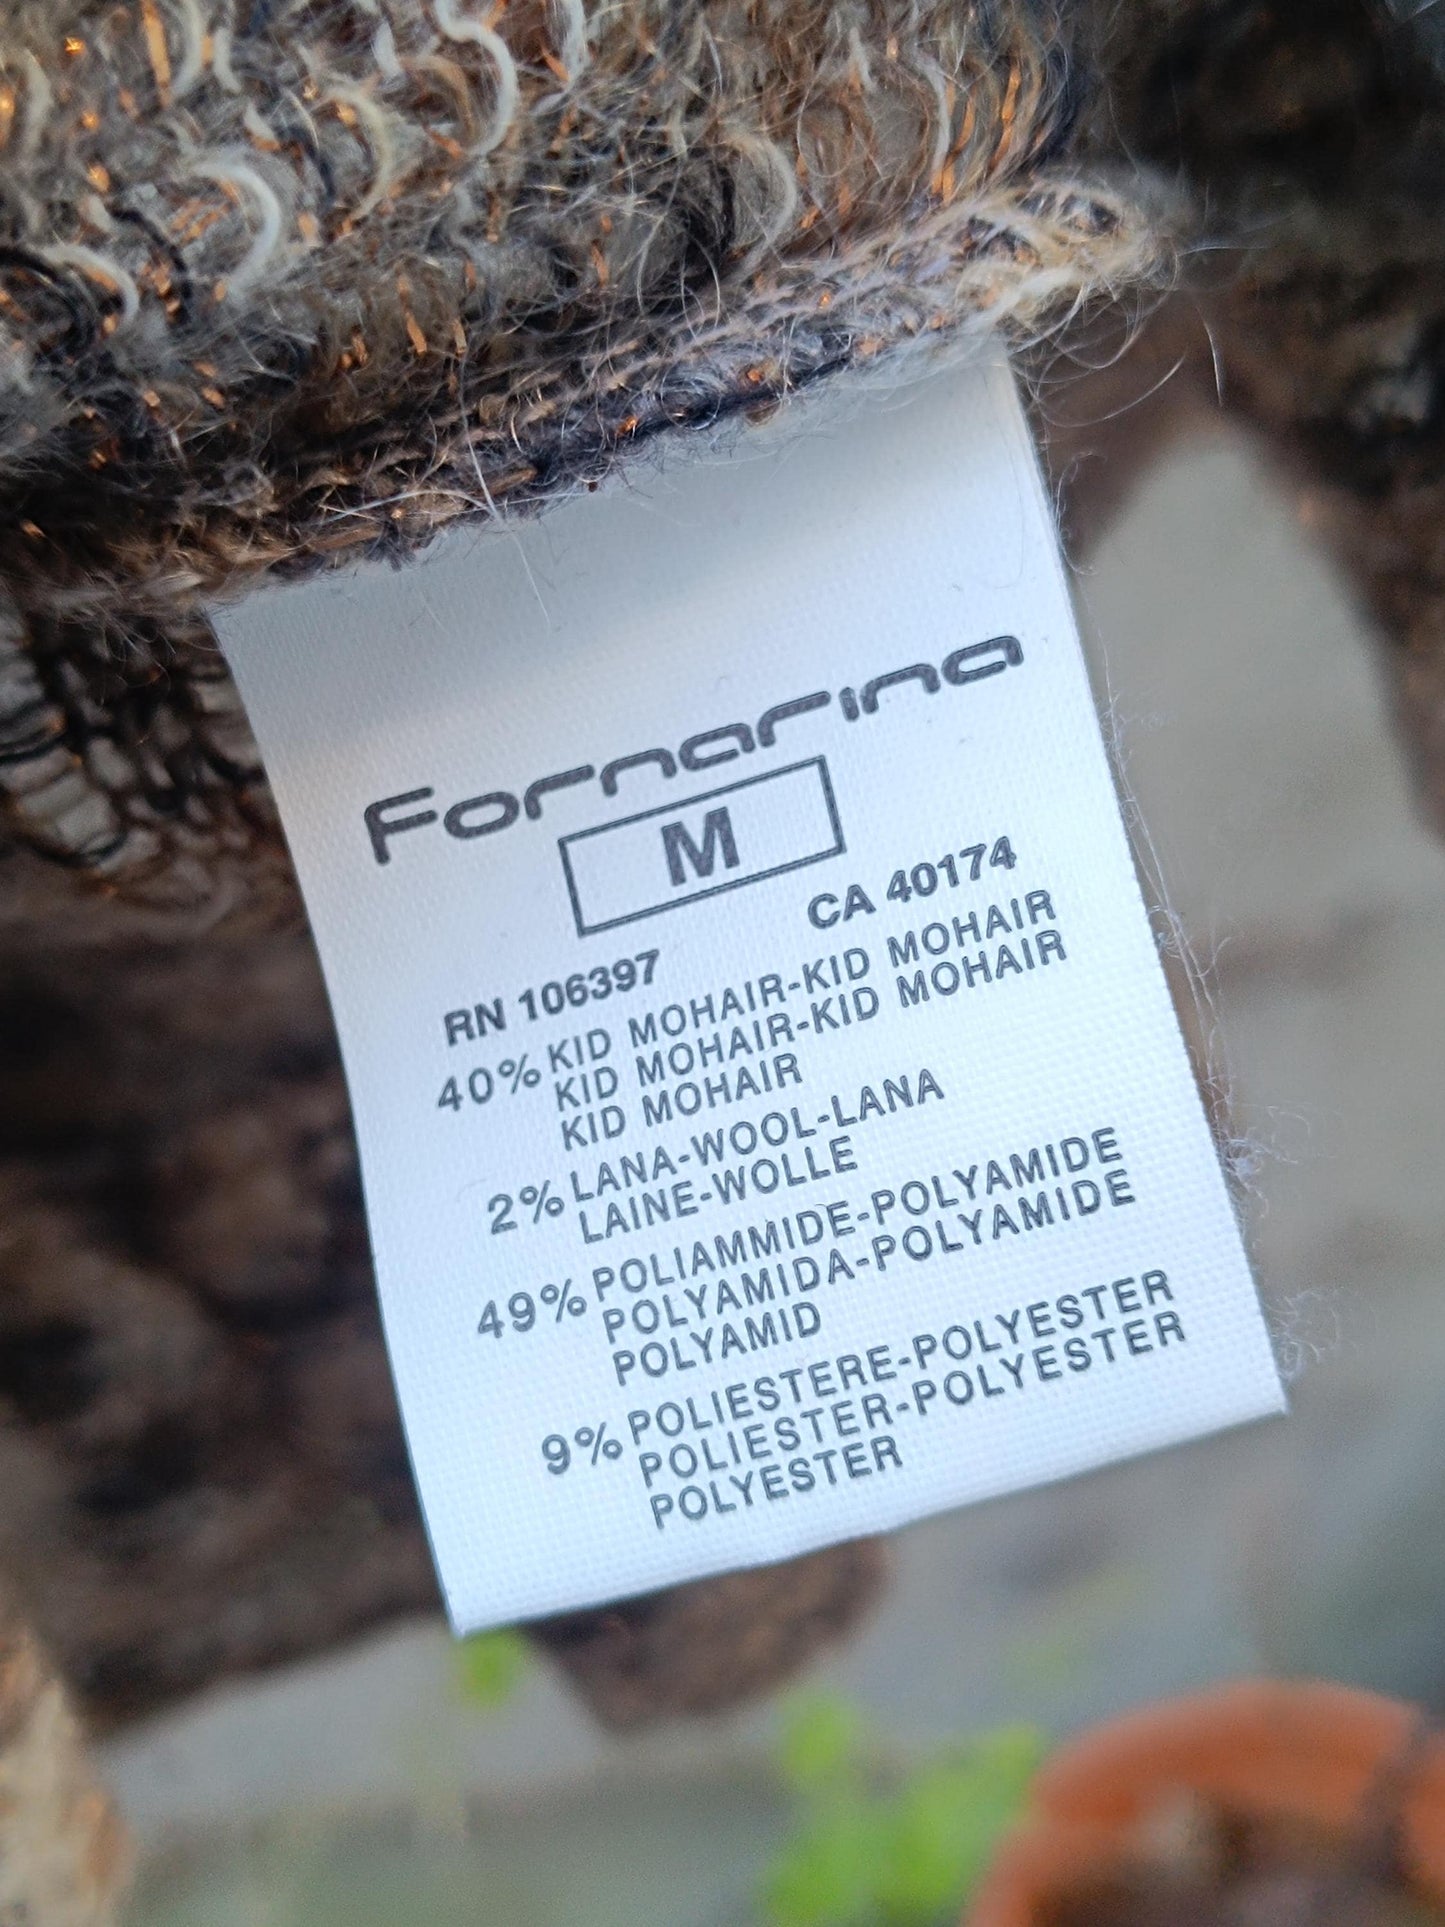 Fornarina
M
RN 106397 CA 40174
40% KID MOHAIR-KID MOHAIR
KID MOHAIR-KID MOHAIR
KID MOHAIR
2% LANA-WOOL-LANA
LAINE-WOLLE
49% POLIAMMIDE-POLYAMIDE
POLYAMIDA-POLYAMIDE
POLYAMID
9% POLIESTERE-POLYESTER
POLIESTER-POLYESTER
POLYESTER